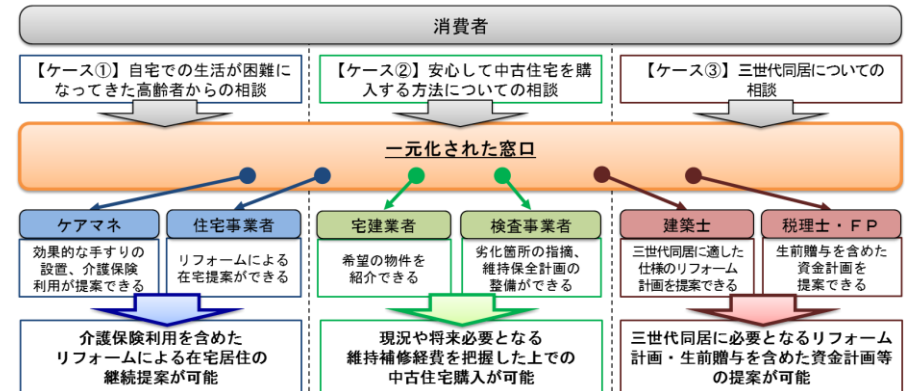 消費者
【ケース①】自宅での生活が困難に
なってきた高齢者からの相談
【ケース②】安心して中古住宅を購
入する方法についての相談
【ケース③】三世代同居についての
相談
一元化された窓口
ケアマネ
効果的な手すりの
設置、介護保険
利用が提案できる
住宅事業者
リフォームによる
在宅提案ができる
宅建業者
希望の物件を
紹介ができる
検査事業者
劣化箇所の指摘、
維持保全計画の
整備ができる
建築士
三世代同居に適した
仕様のリフォーム
計画を提案できる
税理士・ＦＰ
生前贈与を含めた
資金計画を
提案できる
介護保険利用を含めた
リフォームによる在宅居住の
継続提案が可能
現況や将来必要となる
維持補修経費を把握した上での
中古住宅購入が可能
三世代同居に必要となるリフォーム
計画・生前贈与を含めた資金計画等
の提案が可能